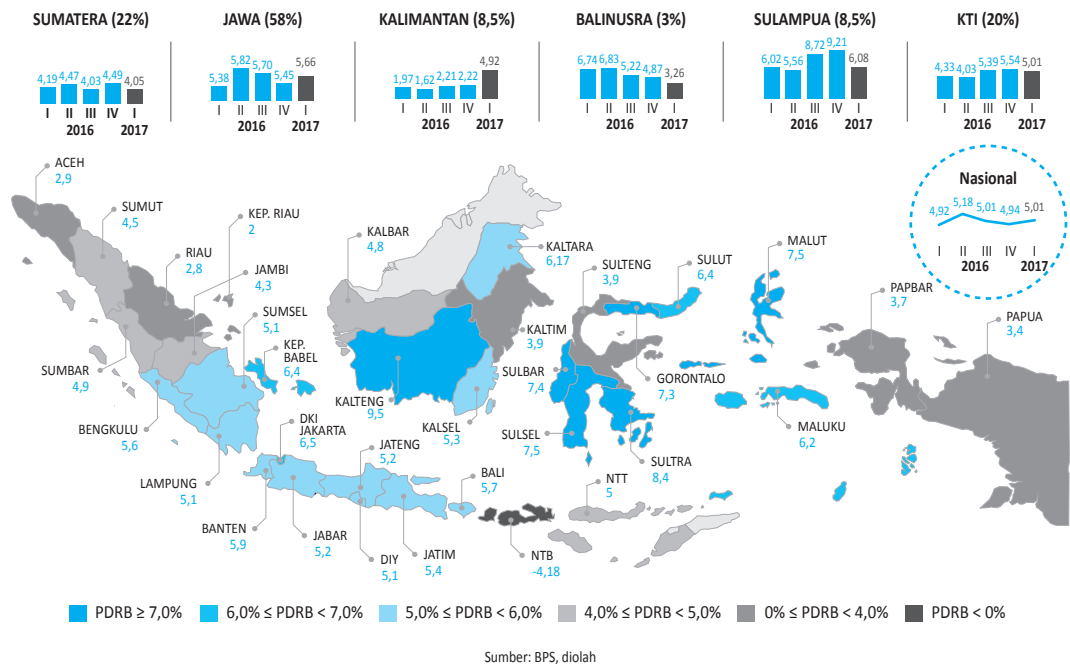 SUMATERA (22%)
4,19 4,47 4,03 4,49 4,05
I II III IV I
2016 2017
JAWA (58%)
5,38 5,82 5,70 5,45 5,66
I II III IV I
2016 2017
KALIMANTAN (8,5%)
1,97 1,62 2,21 2,22 4,92
I II III IV I
2016 2017
BALINUSRA (3%)
6,74 6,83 5,22 4,87 3,26
I II III IV I
2016 2017
SULAMPUA (8,5%)
6,02 5,56 8,72 9,21 6,08
I II III IV I
2016 2017
KTI (20%)
4,33 4,03 5,39 5,54 5,01
I II III IV I
2016 2017
Nasional
4,92 5,18 5,01 4,94 5,01
I II III IV I
2016 2017
ACEH
2,9
SUMUT
4,5
KEP. RIAU
2
RIAU
2,8
JAMBI
4,3
SUMSEL
5,1
KEP.
BABEL
6,4
SUMBAR
4,9
BENGKULU
5,6
LAMPUNG
5,1
DKI
JAKARTA
6,5
BANTEN
5,9
JABAR
5,2
JATENG
5,2
DIY
5,1
JATIM
5,4
BALI
5,7
NTB
-4,18
NTT
5
KALBAR
4,8
KALTARA
6,17
KALTIM
3,9
KALTENG
9,5
KALSEL
5,3
SULTENG
3,9
SULUT
6,4
SULBAR
7,4
GORONTALO
7,3
SULSEL
7,5
SULTRA
8,4
MALUT
7,5
MALUKU
6,2
PAPBAR
3,7
PAPUA
3,4
PDRB ≥ 7,0%
6,0% ≤ PDRB < 7,0%
5,0% ≤ PDRB < 6,0%
4,0% ≤ PDRB < 5,0%
0% ≤ PDRB < 4,0%
PDRB < 0%
Sumber: BPS, diolah